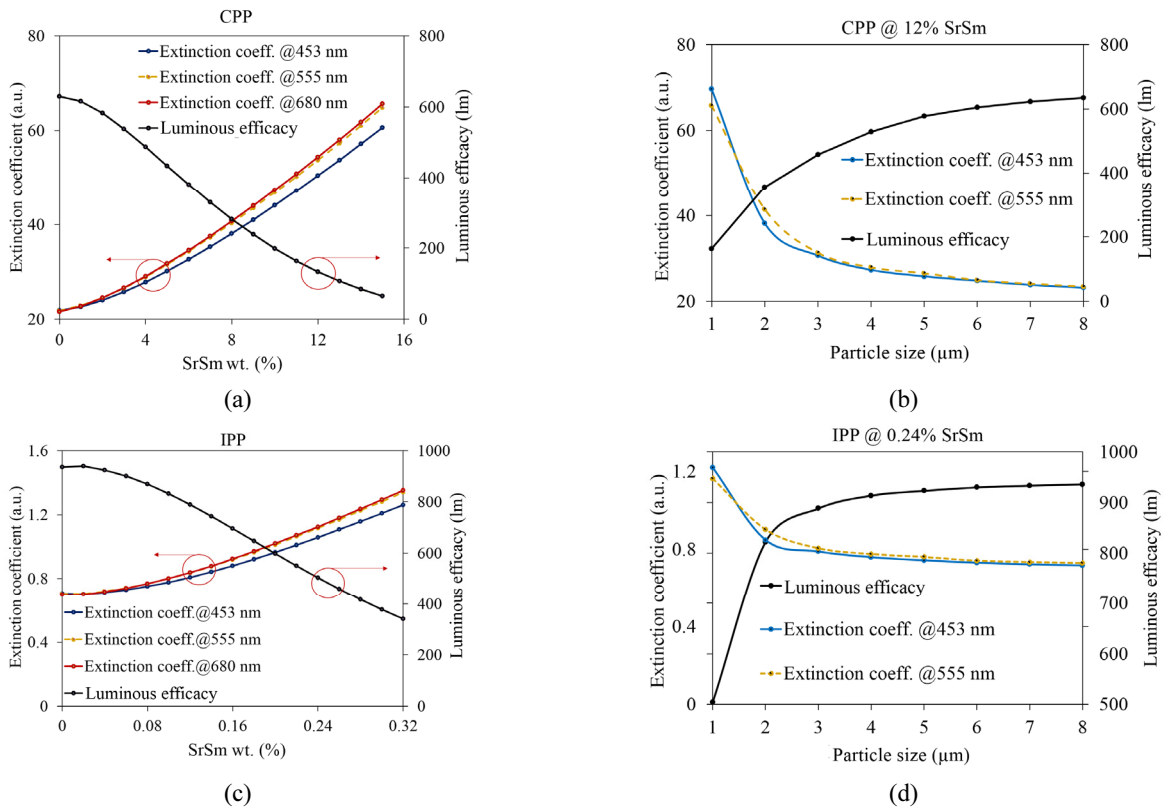 CPP
Extinction coefficient (a.u.)
80
60
40
20
Extinction coeff. @453 nm
Extinction coeff. @555 nm
Extinction coeff. @680 nm
Luminous efficacy
800
600
400
200
0
Luminous efficacy (lm)
0 4 8 12 16
SrSm wt. (%)
(a)
CPP @ 12% SrSm
Extinction coefficient (a.u.)
80
60
40
20
Extinction coeff. @453 nm
Extinction coeff. @555 nm
Luminous efficacy
800
600
400
200
0
Luminous efficacy (lm)
1 2 3 4 5 6 7 8
Particle size (µm)
(b)
IPP
Extinction coefficient (a.u.)
1.6
1.2
0.8
0.4
0
Extinction coeff.@453 nm
Extinction coeff.@555 nm
Extinction coeff.@680 nm
Luminous efficacy
1000
800
600
400
200
0
Luminous efficacy (lm)
0 0.08 0.16 0.24 0.32
SrSm wt. (%)
(c)
IPP @ 0.24% SrSm
Extinction coefficient (a.u.)
1.2
0.8
0.4
0
Luminous efficacy
Extinction coeff. @453 nm
Extinction coeff. @555 nm
1000
900
800
700
600
500
Luminous efficacy (lm)
1 2 3 4 5 6 7 8
Particle size (µm)
(d)